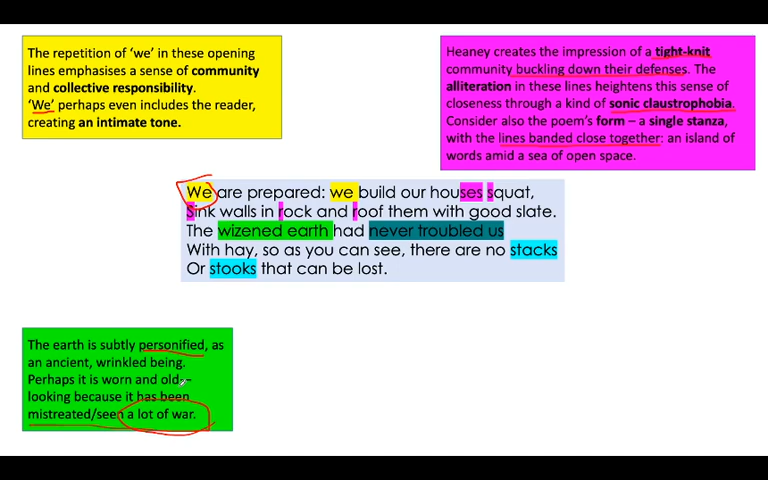 The repetition of ‘we’ in these opening
lines emphasises a sense of community
and collective responsibility.
‘We’ perhaps even includes the reader,
creating an intimate tone.
Heaney creates the impression of a tight-knit
community buckling down their defenses. The
alliteration in these lines heightens this sense of
closeness through a kind of sonic claustrophobia.
Consider also the poem’s form – a single stanza,
with the lines banded close together: an island of
words amid a sea of open space.
We are prepared: we build our houses squat,
Sink walls in rock and roof them with good slate.
The wizened earth had never troubled us
With hay, so as you can see, there are no stacks
Or stooks that can be lost.
The earth is subtly personified, as
an ancient, wrinkled being.
Perhaps it is worn and old-
looking because it has been
mistreated/seen a lot of war.